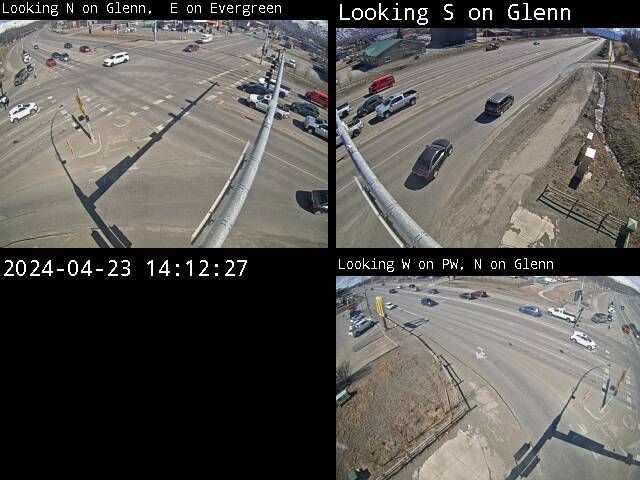 Looking N on Glenn,  E on Evergreen
Looking S on Glenn
2024-04-23 14:12:27
Looking W on PW, N on Glenn